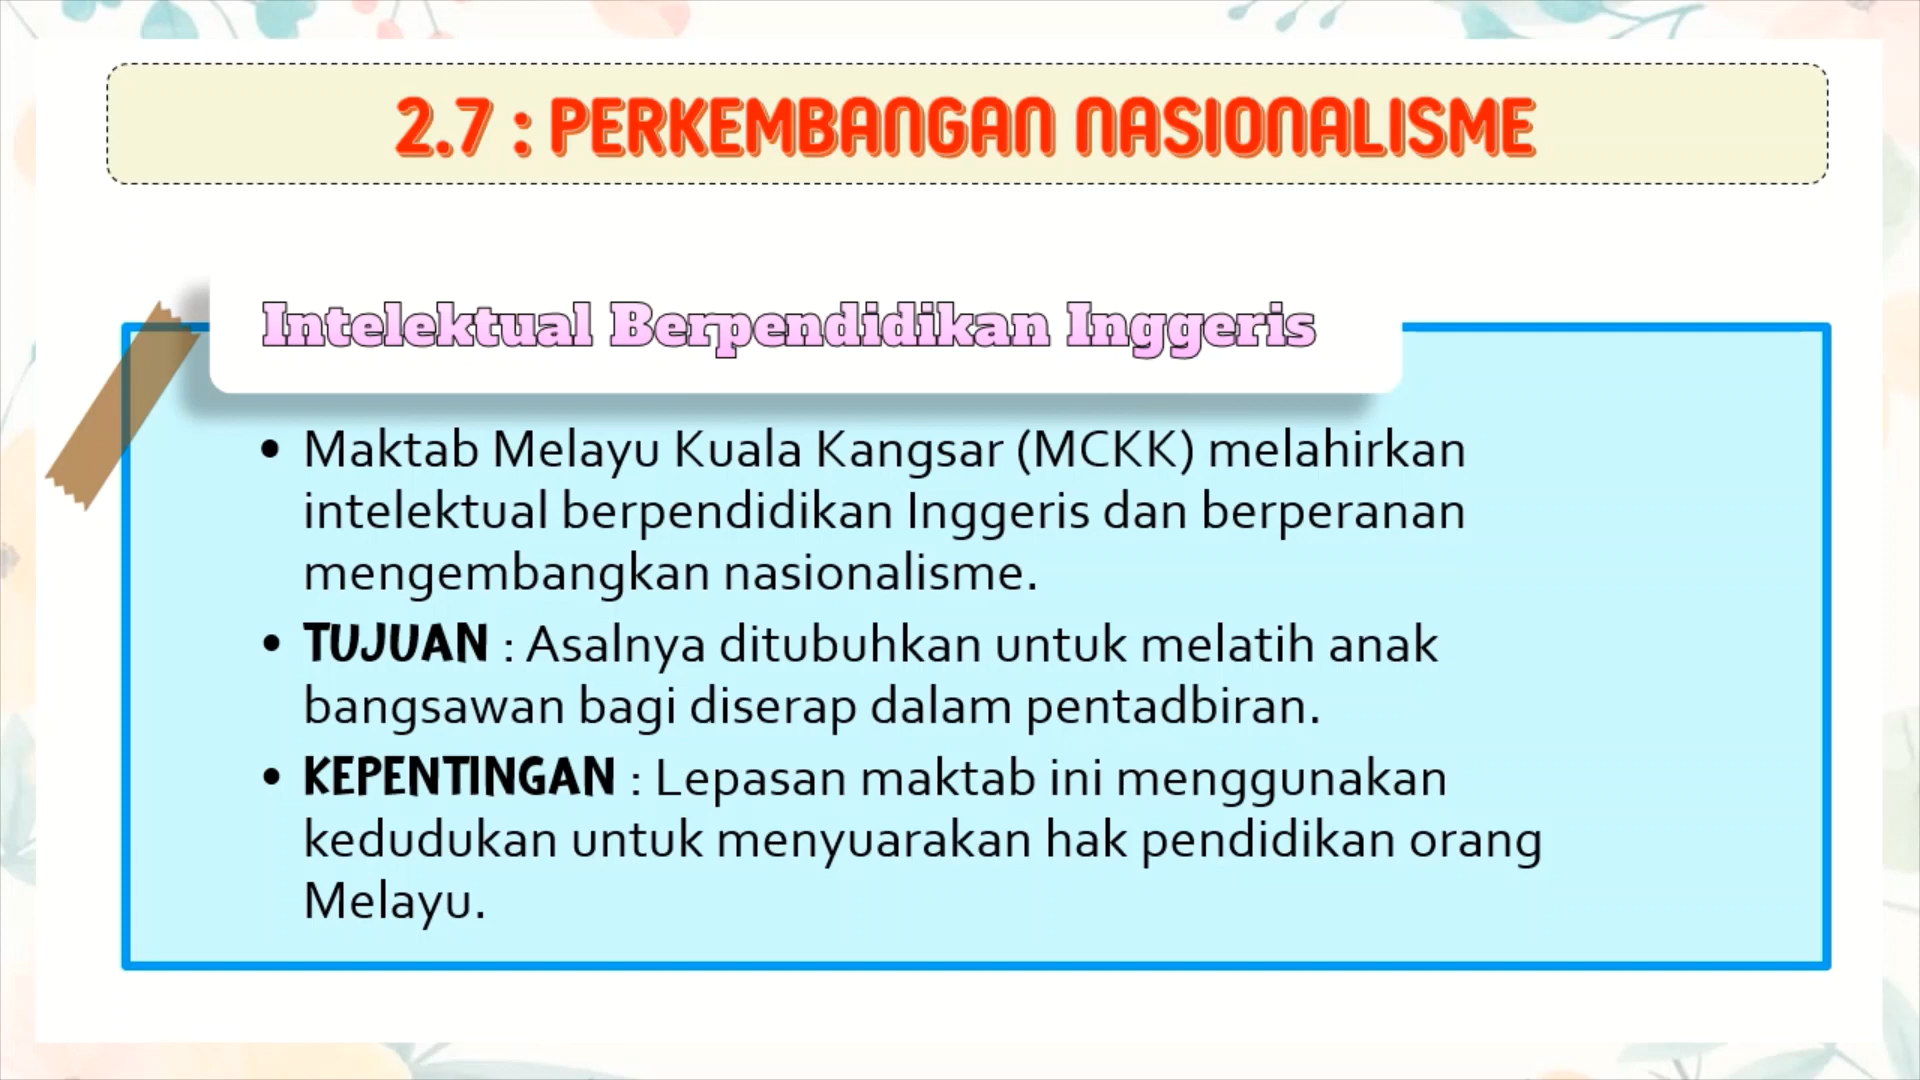 2.7 : PERKEMBANGAN NASIONALISME
Intelektual Berpendidikan Inggeris
• Maktab Melayu Kuala Kangsar (MCKK) melahirkan
intelektual berpendidikan Inggeris dan berperanan
mengembangkan nasionalisme.
• TUJUAN : Asalnya ditubuhkan untuk melatih anak
bangsawan bagi diserap dalam pentadbiran.
• KEPENTINGAN : Lepasan maktab ini menggunakan
kedudukan untuk menyuarakan hak pendidikan orang
Melayu.